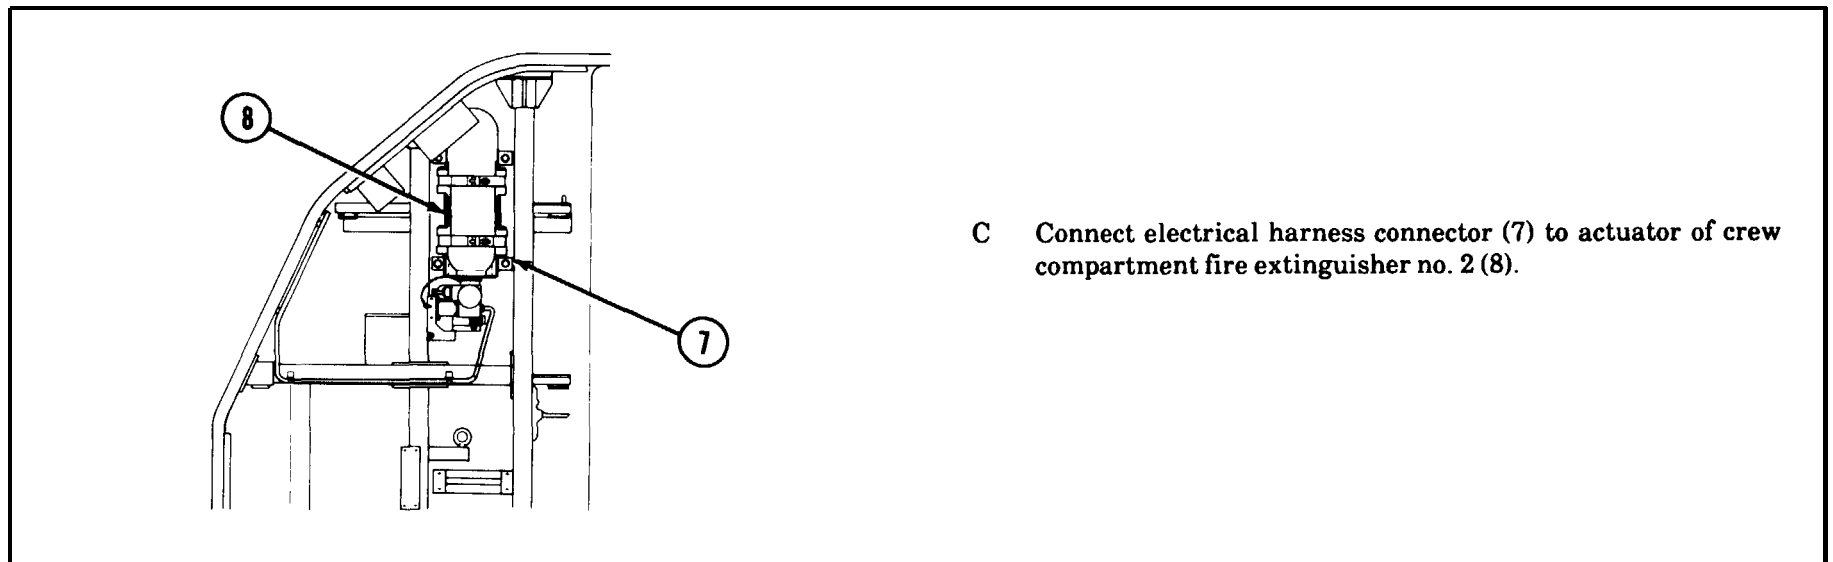 8
7
C Connect electrical harness connector (7) to actuator of crew
compartment fire extinguisher no. 2 (8).